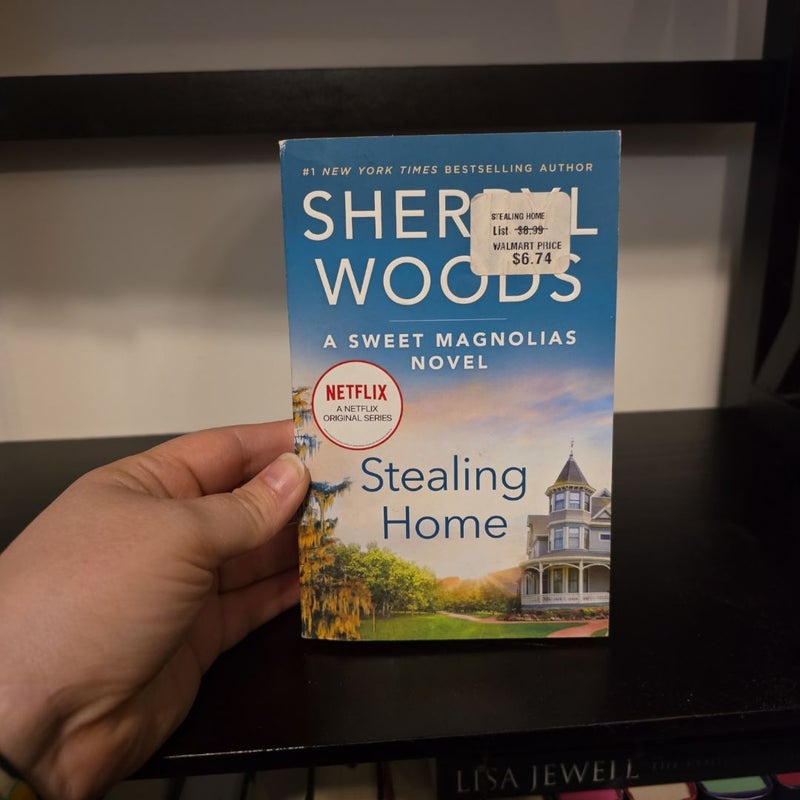 #1 NEW YORK TIMES BESTSELLING AUTHOR
SHERRYL
WOODS
STEALING HOME
List $8.99
WALMART PRICE
$6.74
A SWEET MAGNOLIAS
NOVEL
NETFLIX
A NETFLIX
ORIGINAL SERIES
Stealing
Home
LISA JEWELL